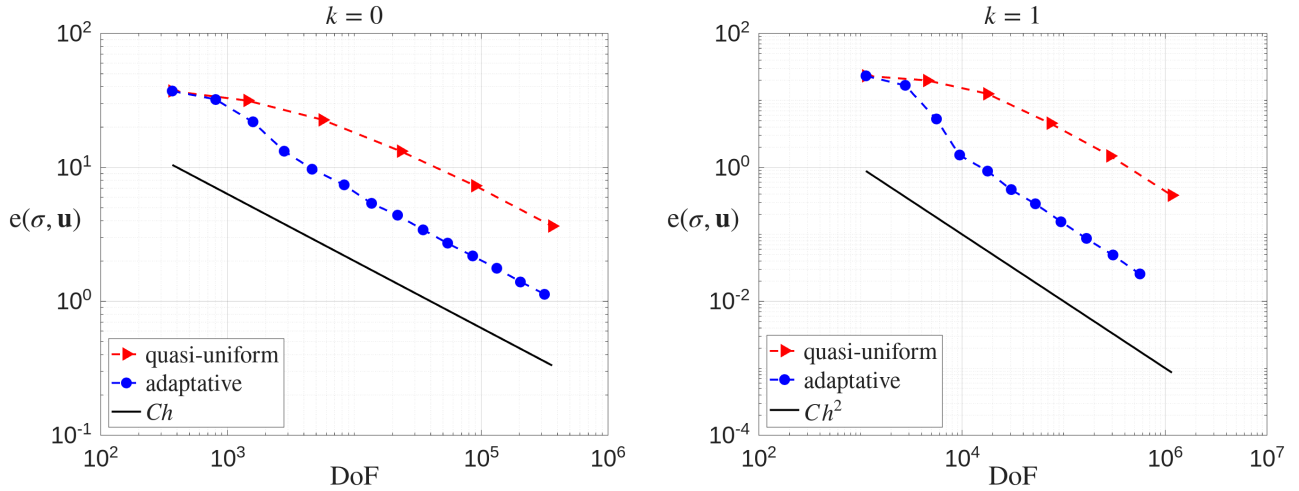 k = 0
10^2
10^1
10^0
10^-1
e(σ, u)
quasi-uniform
adaptative
Ch
10^2
10^3
10^5
10^6
DoF
k = 1
10^2
10^0
10^-2
10^-4
e(σ, u)
quasi-uniform
adaptative
Ch^2
10^2
10^4
10^6
10^7
DoF